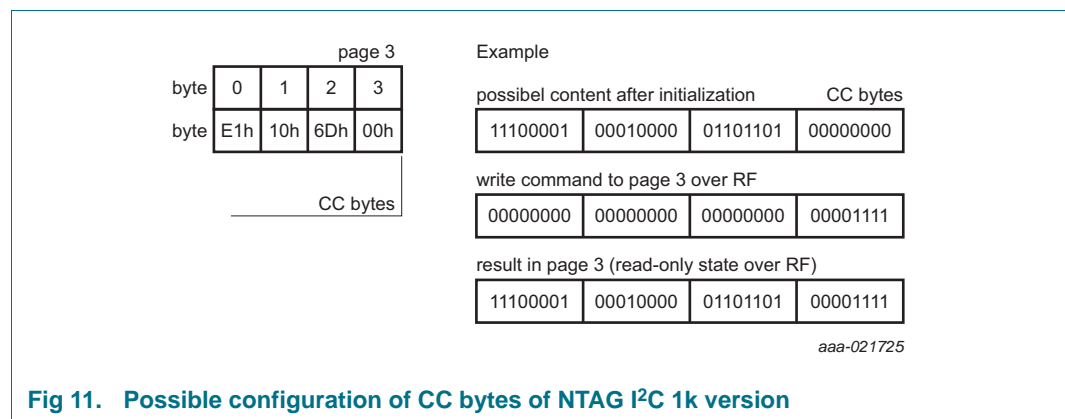 page 3
byte 0 1 2 3
byte E1h 10h 6Dh 00h
CC bytes
Example
possibel content after initialization CC bytes
11100001 00010000 01101101 00000000
write command to page 3 over RF
00000000 00000000 00000000 00001111
result in page 3 (read-only state over RF)
11100001 00010000 01101101 00001111
aaa-021725
Fig 11. Possible configuration of CC bytes of NTAG I²C 1k version